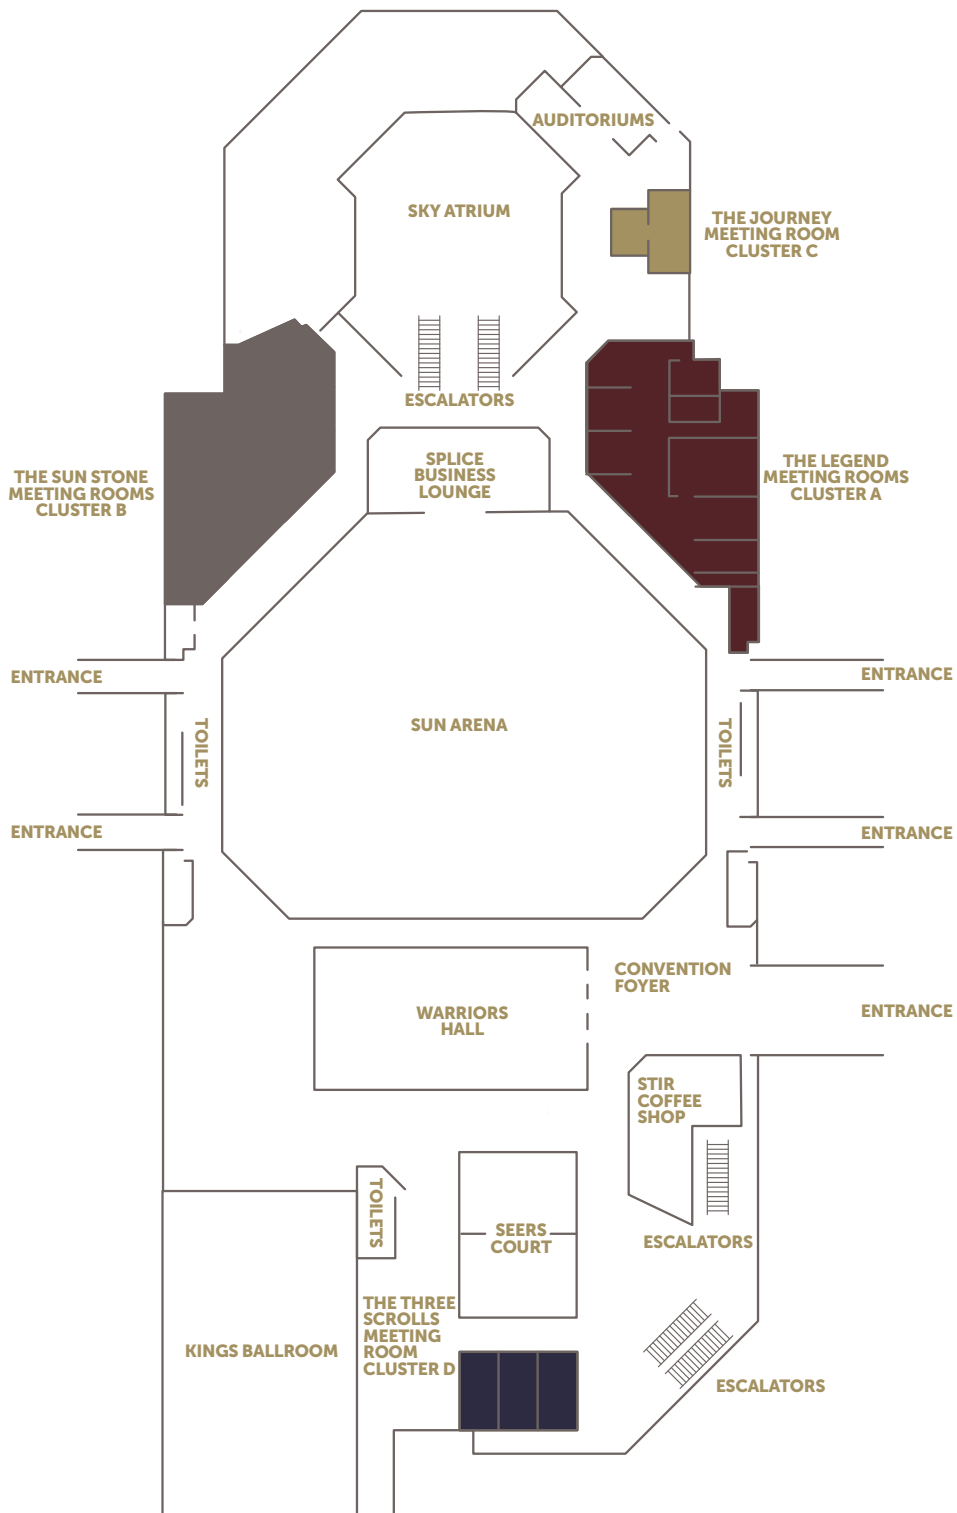 AUDITORIUMS
SKY ATRIUM
THE JOURNEY
MEETING ROOM
CLUSTER C
ESCALATORS
SPLICE
BUSINESS
LOUNGE
THE SUN STONE
MEETING ROOMS
CLUSTER B
THE LEGEND
MEETING ROOMS
CLUSTER A
ENTRANCE
ENTRANCE
TOILETS
SUN ARENA
TOILETS
ENTRANCE
ENTRANCE
CONVENTION
FOYER
WARRIORS
HALL
ENTRANCE
STIR
COFFEE
SHOP
TOILETS
SEERS
COURT
ESCALATORS
THE THREE
SCROLLS
MEETING
ROOM
CLUSTER D
KINGS BALLROOM
ESCALATORS